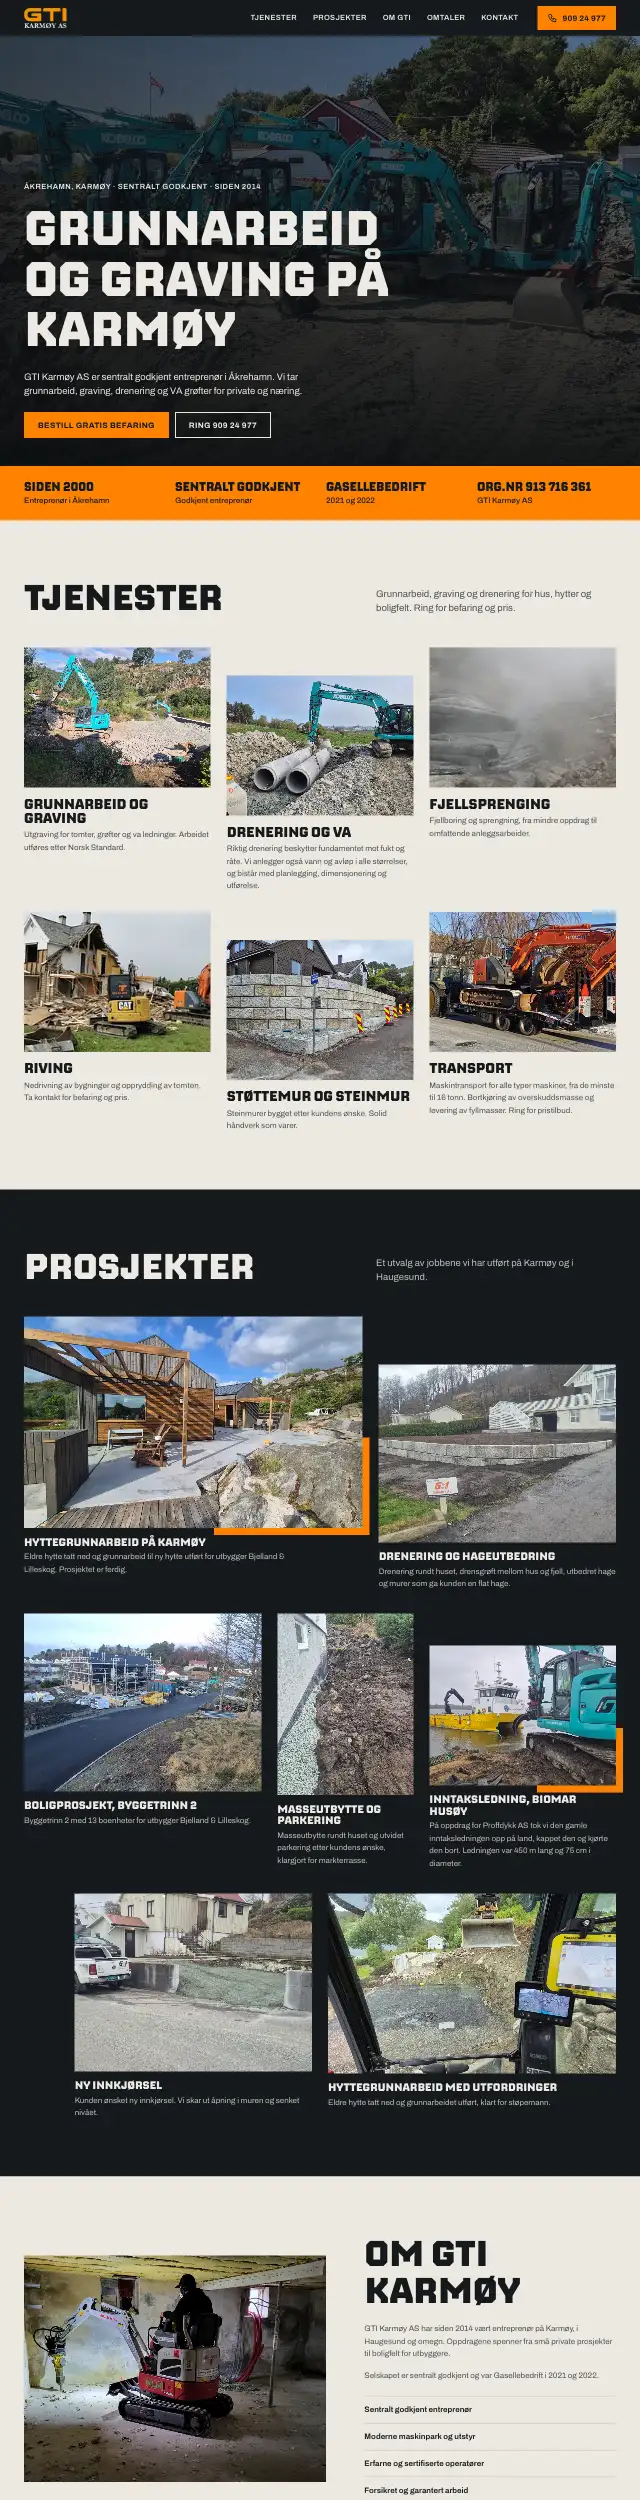 GTI
KARMØY AS
TJENESTER
PROSJEKTER
OM GTI
OMTALER
KONTAKT
909 24 977
ÅKREHAMN, KARMØY · SENTRALT GODKJENT · SIDEN 2014
GRUNNARBEID
OG GRAVING PÅ
KARMØY
GTI Karmøy AS er sentralt godkjent entreprenør i Åkrehamn. Vi tar
grunnarbeid, graving, drenering og VA grøfter for private og næring.
BESTILL GRATIS BEFARING
RING 909 24 977
SIDEN 2000
Entreprenør i Åkrehamn
SENTRALT GODKJENT
Godkjent entreprenør
GASELLEBEDRIFT
2021 og 2022
ORG.NR 913 716 361
GTI Karmøy AS
TJENESTER
Grunnarbeid, graving og drenering for hus, hytter og
boligfelt. Ring for befaring og pris.
GRUNNARBEID OG
GRAVING
Utgraving for tomter, grøfter og va ledninger. Arbeidet
utføres etter Norsk Standard.
DRENERING OG VA
Riktig drenering beskytter fundamentet mot fukt og
råte. Vi anlegger også vann og avløp i alle størrelser,
og bistår med planlegging, dimensjonering og
utførelse.
FJELLSPRENGING
Fjellboring og sprengning, fra mindre oppdrag til
omfattende anleggsarbeider.
RIVING
Nedrivning av bygninger og opprydding av tomten.
Ta kontakt for befaring og pris.
STØTTEMUR OG STEINMUR
Steinmurer bygget etter kundens ønske. Solid
håndverk som varer.
TRANSPORT
Maskintransport for alle typer maskiner, fra de minste
til 16 tonn. Bortkjøring av overskuddsmasse og
levering av fyllmasser. Ring for pristilbud.
PROSJEKTER
Et utvalg av jobbene vi har utført på Karmøy og i
Haugesund.
HYTTEGRUNNARBEID PÅ KARMØY
Eldre hytte tatt ned og grunnarbeid til ny hytte utført for utbygger Bjelland &
Lilleskog. Prosjektet er ferdig.
DRENERING OG HAGEUTBEDRING
Drenering rundt huset, drensgrøft mellom hus og fjell, utbedret hage
og murer som ga kunden en flat hage.
BOLIGPROSJEKT, BYGGETRINN 2
Byggetrinn 2 med 13 boenheter for utbygger Bjelland & Lilleskog.
MASSEUTBYTTE OG
PARKERING
Masseutbytte rundt huset og utvidet
parkering etter kundens ønske,
klargjort for markterrasse.
INNTAKSLEDNING, BIOMAR
HUSØY
På oppdrag for Proffdykk AS tok vi den gamle
inntaksledningen opp på land, kappet den og kjørte
den bort. Ledningen var 450 m lang og 75 cm i
diameter.
NY INNKJØRSEL
Kunden ønsket ny innkjørsel. Vi skar ut åpning i muren og senket
nivået.
HYTTEGRUNNARBEID MED UTFORDRINGER
Eldre hytte tatt ned og grunnarbeidet utført, klart for støpemann.
OM GTI
KARMØY
GTI Karmøy AS har siden 2014 vært entreprenør på Karmøy, i
Haugesund og omegn. Oppdragene spenner fra små private prosjekter
til boligfelt for utbyggere.
Selskapet er sentralt godkjent og var Gasellebedrift i 2021 og 2022.
Sentralt godkjent entreprenør
Moderne maskinpark og utstyr
Erfarne og sertifiserte operatører
Forsikret og garantert arbeid